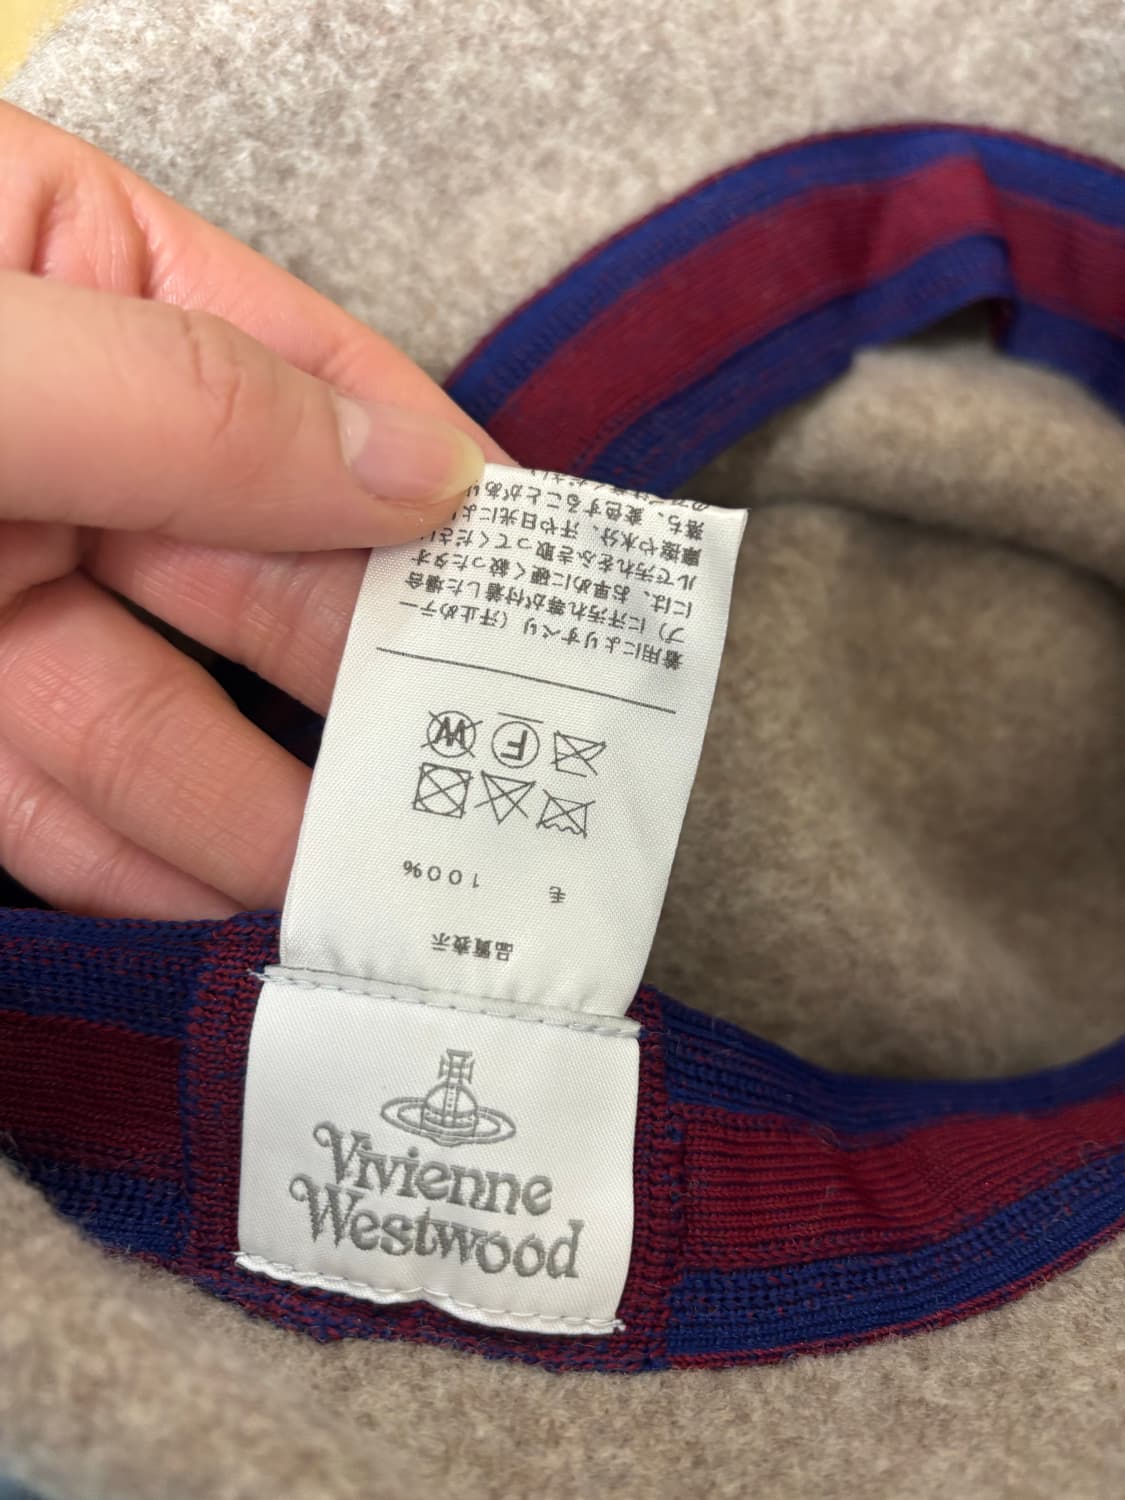 品質表示
毛 100%
F
W
着用によりすべり(汗止めテー
プ)に汗汚れ等が付着した場合
には、お早めに硬く絞ったタオ
ルで汚れをふき取ってくださ
摩擦や水分、汗や日光によ
落ち、変色することがあ
Vivienne
Westwood